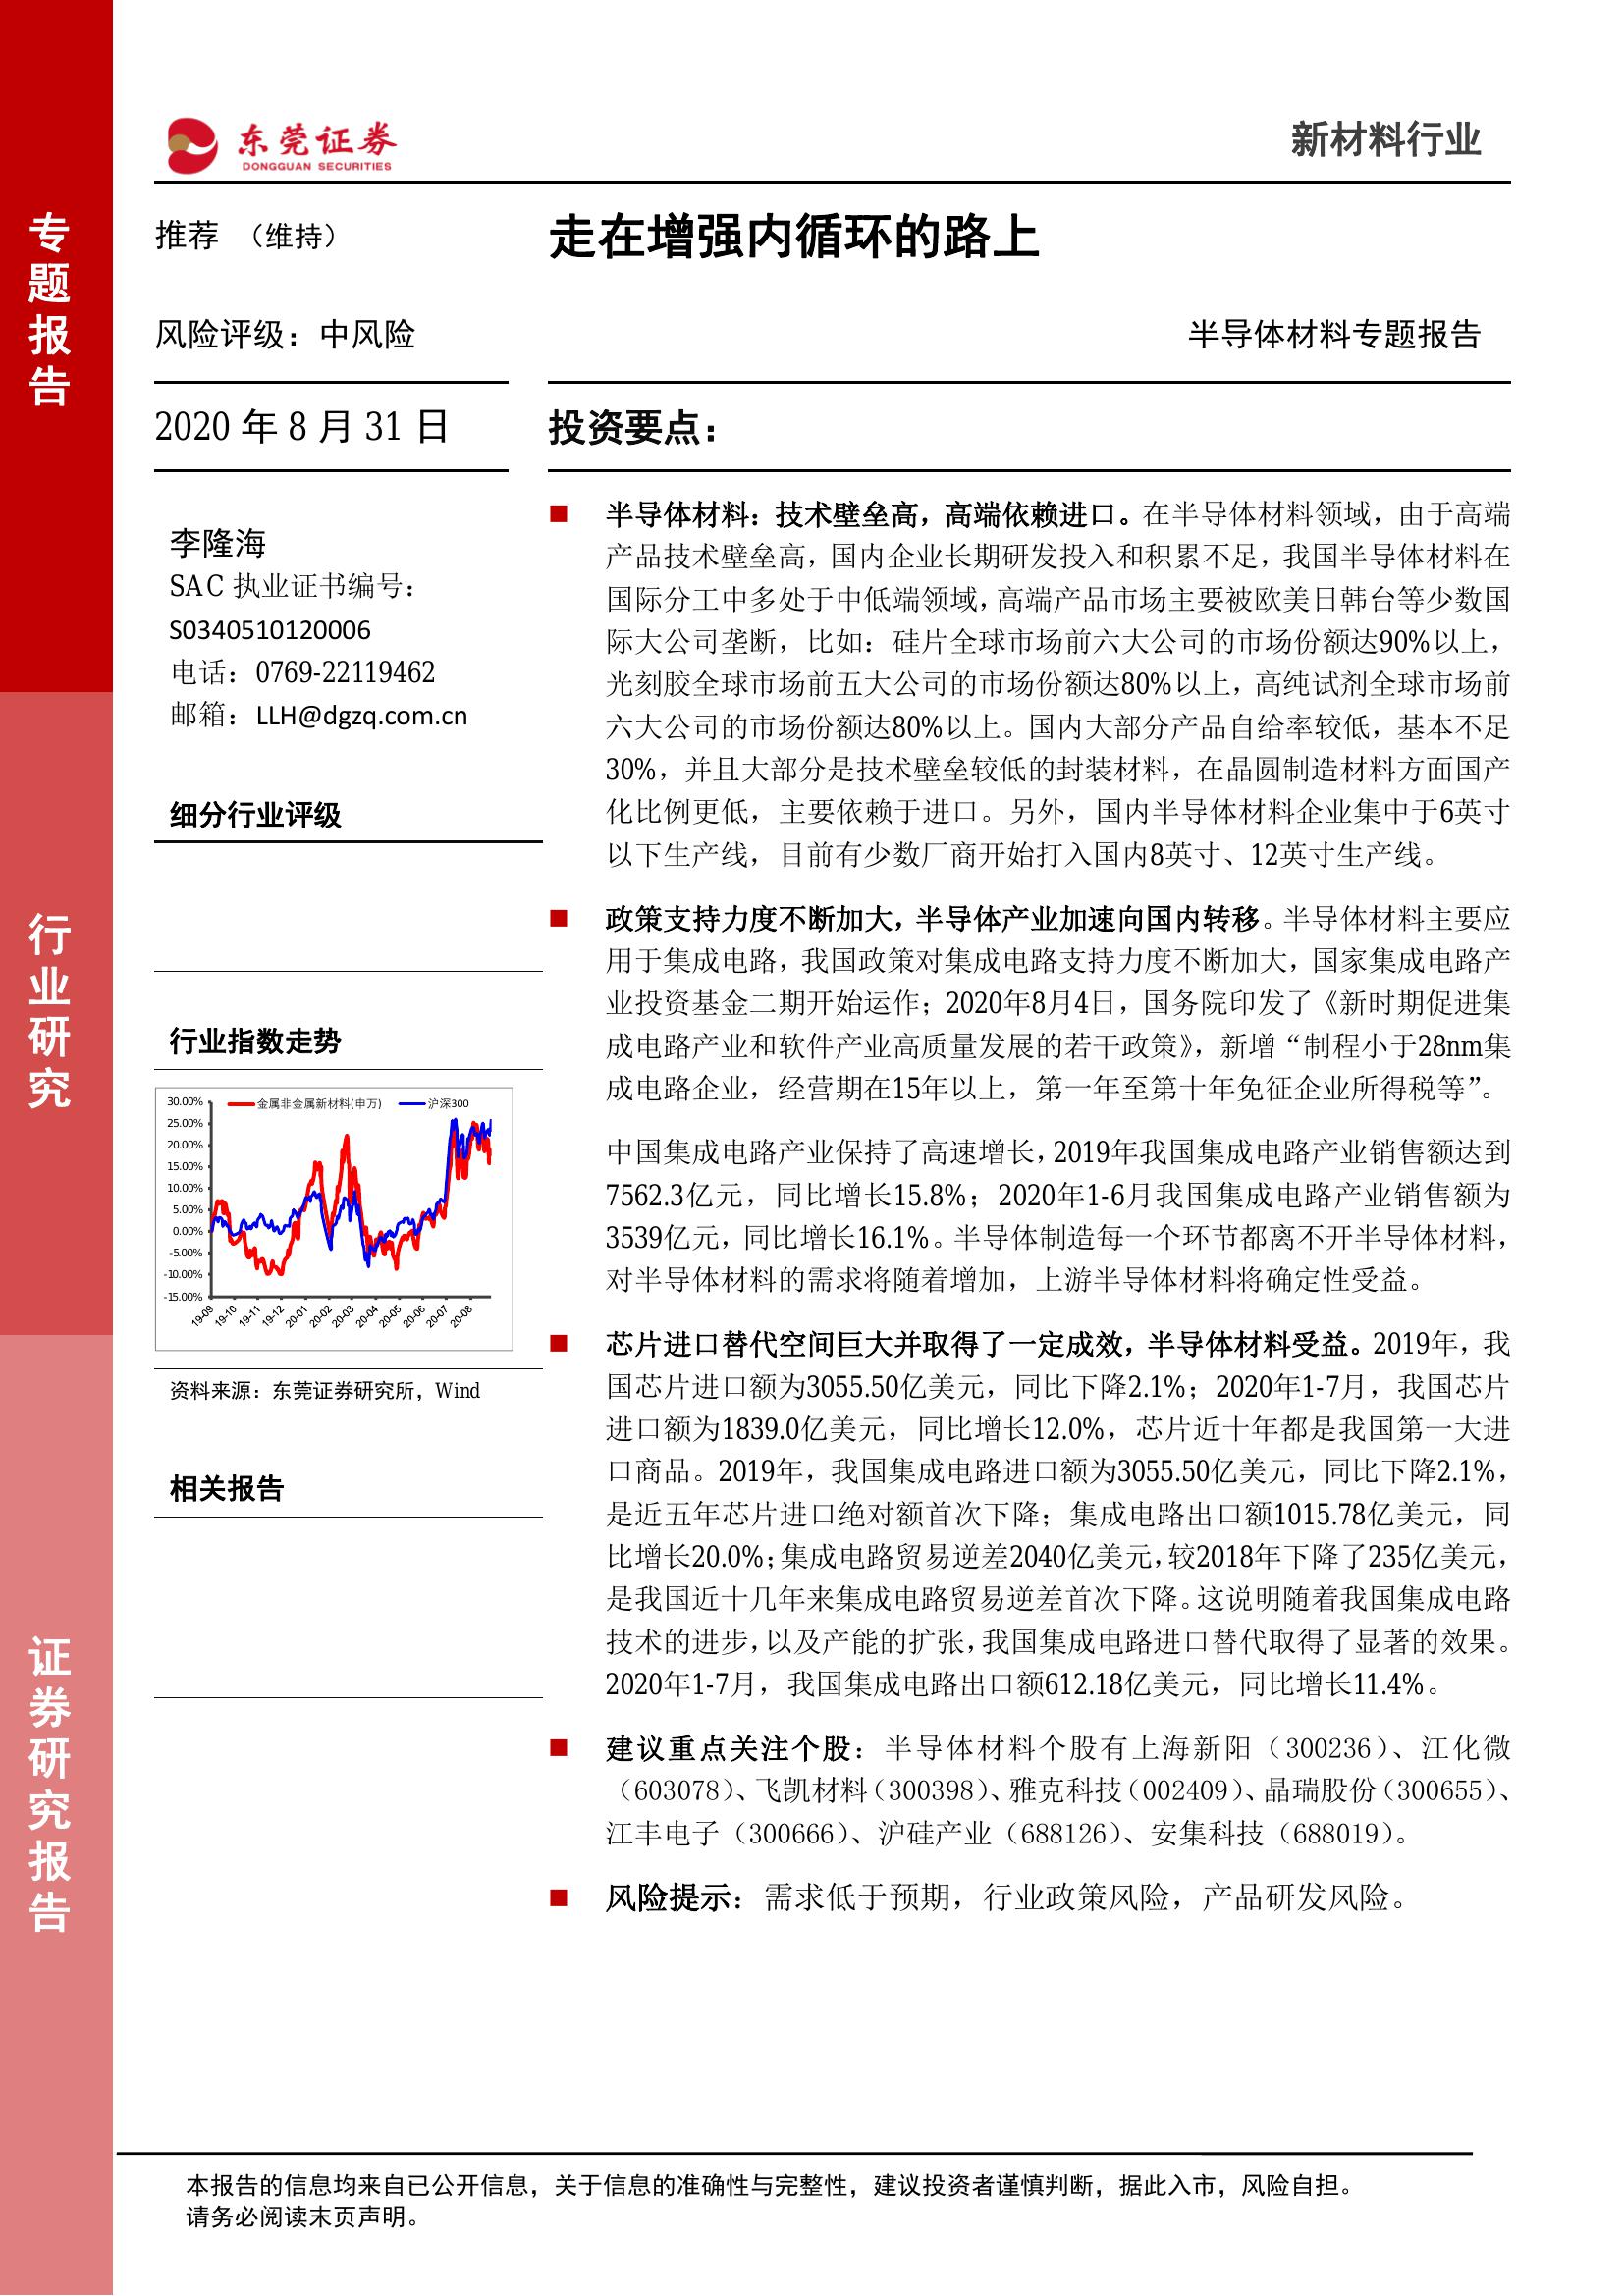 专题报告
行业研究
证券研究报告
东莞证券
DONGGUAN SECURITIES
新材料行业
推荐 （维持）
走在增强内循环的路上
风险评级：中风险
半导体材料专题报告
2020 年 8 月 31 日
投资要点：
李隆海
SAC 执业证书编号：
S0340510120006
电话：0769-22119462
邮箱：LLH@dgzq.com.cn
细分行业评级
行业指数走势
30.00%
25.00%
20.00%
15.00%
10.00%
5.00%
0.00%
-5.00%
-10.00%
-15.00%
金属非金属新材料(申万)
沪深300
19-09
19-10
19-11
19-12
20-01
20-02
20-03
20-04
20-05
20-06
20-07
20-08
资料来源：东莞证券研究所，Wind
相关报告
■ 半导体材料：技术壁垒高，高端依赖进口。在半导体材料领域，由于高端
产品技术壁垒高，国内企业长期研发投入和积累不足，我国半导体材料在
国际分工中多处于中低端领域，高端产品市场主要被欧美日韩台等少数国
际大公司垄断，比如：硅片全球市场前六大公司的市场份额达90%以上，
光刻胶全球市场前五大公司的市场份额达80%以上，高纯试剂全球市场前
六大公司的市场份额达80%以上。国内大部分产品自给率较低，基本不足
30%，并且大部分是技术壁垒较低的封装材料，在晶圆制造材料方面国产
化比例更低，主要依赖于进口。另外，国内半导体材料企业集中于6英寸
以下生产线，目前有少数厂商开始打入国内8英寸、12英寸生产线。
■ 政策支持力度不断加大，半导体产业加速向国内转移。半导体材料主要应
用于集成电路，我国政策对集成电路支持力度不断加大，国家集成电路产
业投资基金二期开始运作；2020年8月4日，国务院印发了《新时期促进集
成电路产业和软件产业高质量发展的若干政策》，新增“制程小于28nm集
成电路企业，经营期在15年以上，第一年至第十年免征企业所得税等”。
中国集成电路产业保持了高速增长，2019年我国集成电路产业销售额达到
7562.3亿元，同比增长15.8%；2020年1-6月我国集成电路产业销售额为
3539亿元，同比增长16.1%。半导体制造每一个环节都离不开半导体材料，
对半导体材料的需求将随着增加，上游半导体材料将确定性受益。
■ 芯片进口替代空间巨大并取得了一定成效，半导体材料受益。2019年，我
国芯片进口额为3055.50亿美元，同比下降2.1%；2020年1-7月，我国芯片
进口额为1839.0亿美元，同比增长12.0%，芯片近十年都是我国第一大进
口商品。2019年，我国集成电路进口额为3055.50亿美元，同比下降2.1%，
是近五年芯片进口绝对额首次下降；集成电路出口额1015.78亿美元，同
比增长20.0%；集成电路贸易逆差2040亿美元，较2018年下降了235亿美元，
是我国近十几年来集成电路贸易逆差首次下降。这说明随着我国集成电路
技术的进步，以及产能的扩张，我国集成电路进口替代取得了显著的效果。
2020年1-7月，我国集成电路出口额612.18亿美元，同比增长11.4%。
■ 建议重点关注个股：半导体材料个股有上海新阳（300236）、江化微
（603078）、飞凯材料（300398）、雅克科技（002409）、晶瑞股份（300655）、
江丰电子（300666）、沪硅产业（688126）、安集科技（688019）。
■ 风险提示：需求低于预期，行业政策风险，产品研发风险。
本报告的信息均来自已公开信息，关于信息的准确性与完整性，建议投资者谨慎判断，据此入市，风险自担。
请务必阅读末页声明。